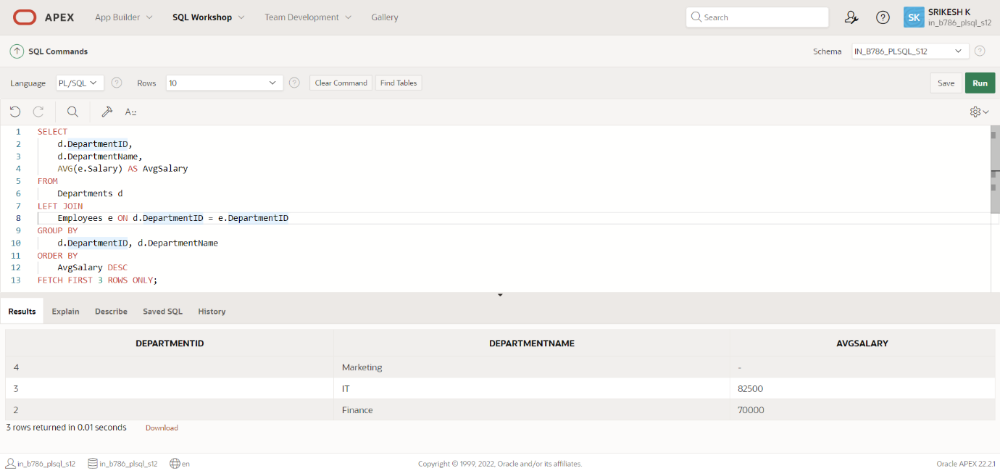 APEX App Builder SQL Workshop Team Development Gallery Search SK SRIKESH K
in_b786_plsql_s12
SQL Commands Schema IN_B786_PLSQL_S12
Language PL/SQL Rows 10 Clear Command Find Tables Save Run
1 SELECT
2 d.DepartmentID,
3 d.DepartmentName,
4 AVG(e.Salary) AS AvgSalary
5 FROM
6 Departments d
7 LEFT JOIN
8 Employees e ON d.DepartmentID = e.DepartmentID
9 GROUP BY
10 d.DepartmentID, d.DepartmentName
11 ORDER BY
12 AvgSalary DESC
13 FETCH FIRST 3 ROWS ONLY;
Results Explain Describe Saved SQL History
DEPARTMENTID DEPARTMENTNAME AVGSALARY
4 Marketing -
3 IT 82500
2 Finance 70000
3 rows returned in 0.01 seconds Download
in_b786_plsql_s12 in_b786_plsql_s12 en Copyright © 1999, 2022, Oracle and/or its affiliates. Oracle APEX 22.2.1